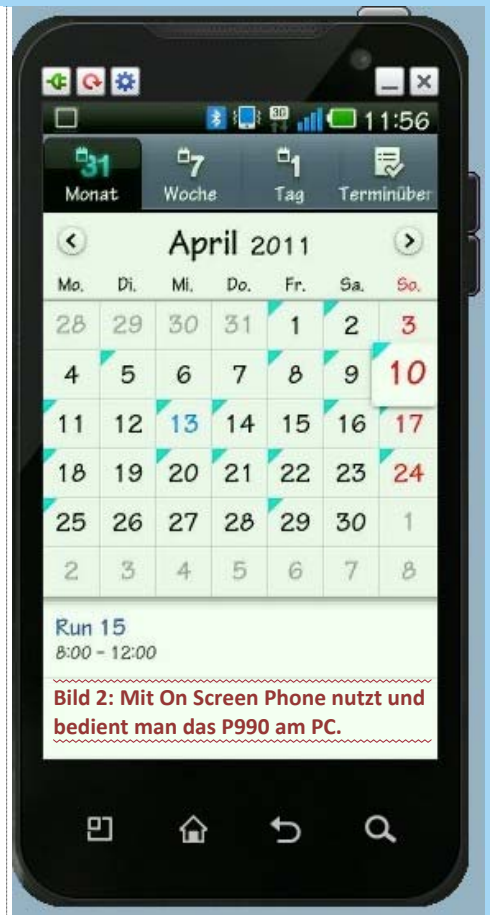 3G
11:56
31
7
1
Monat Woche Tag Terminüber
April 2011
Mo. Di. Mi. Do. Fr. Sa. So.
28 29 30 31 1 2 3
4 5 6 7 8 9 10
11 12 13 14 15 16 17
18 19 20 21 22 23 24
25 26 27 28 29 30 1
2 3 4 5 6 7 8
Run 15
8:00 - 12:00
Bild 2: Mit On Screen Phone nutzt und
bedient man das P990 am PC.